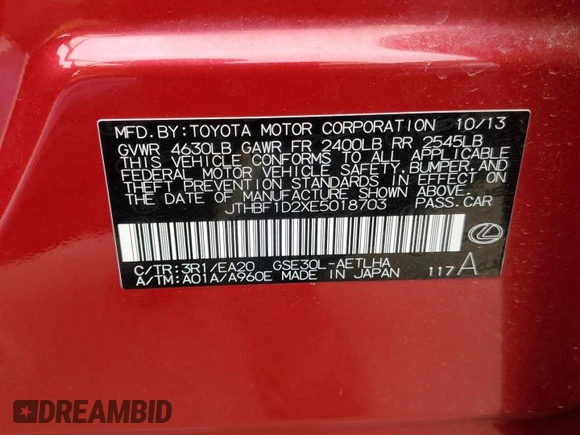 MFD.BY:TOYOTA MOTOR CORPORATION 10/13
GVWR 4630LB GAWR FR 2400LB RR 2545LB
THIS VEHICLE CONFORMS TO ALL APPLICABLE
FEDERAL MOTOR VEHICLE SAFETY,BUMPER,AND
THEFT PREVENTION STANDARDS IN EFFECT ON
THE DATE OF MANUFACTURE SHOWN ABOVE.
JTHBF1D2XE5018703 PASS.CAR
C/TR:3R1/EA20 GSE30L-AETLHA
A/TM:A01A/A960E MADE IN JAPAN 117A
DREAMBID